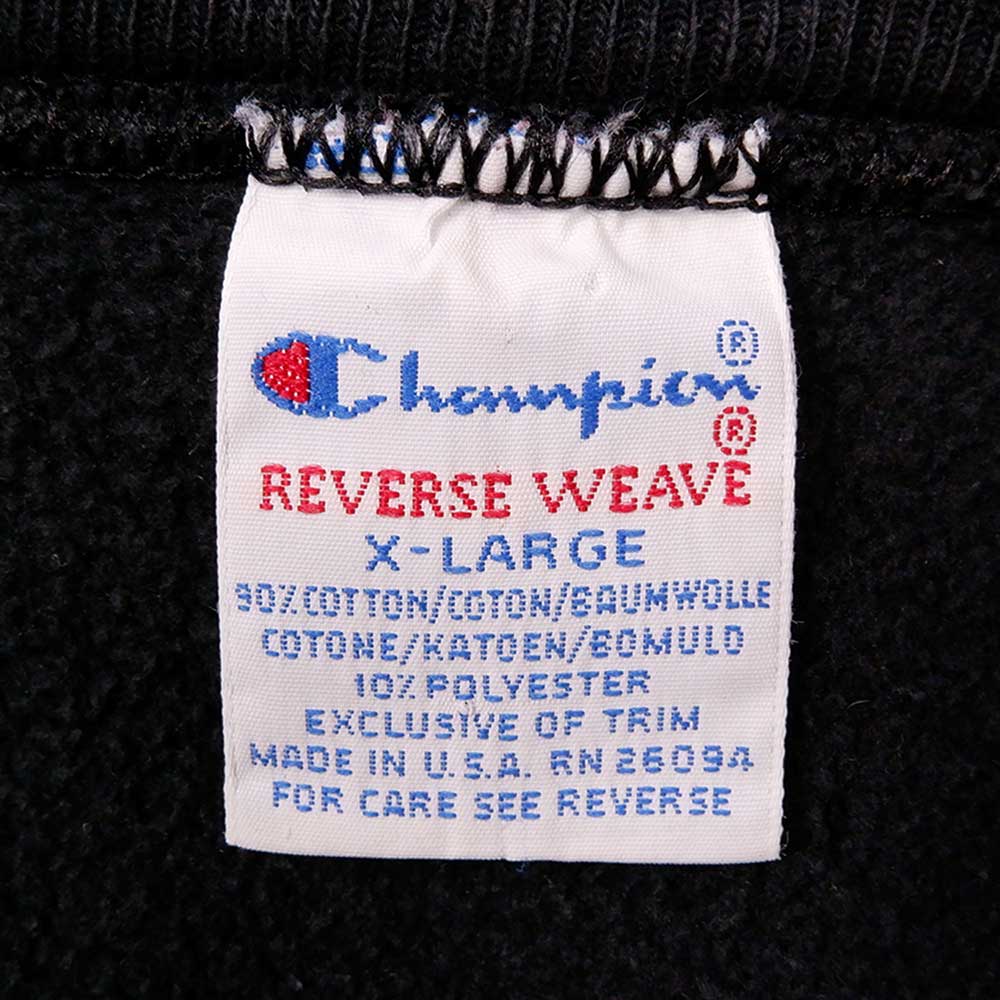 Champion®
®
REVERSE WEAVE
X-LARGE
90% COTTON/COTON/BAUMWOLLE
COTONE/KATOEN/BOMULD
10% POLYESTER
EXCLUSIVE OF TRIM
MADE IN U.S.A. RN 26094
FOR CARE SEE REVERSE